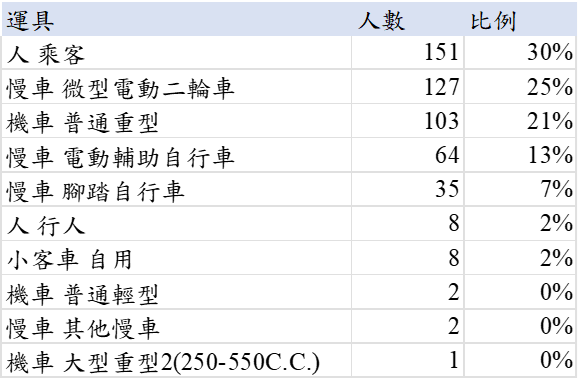 運具 人數 比例
人 乘客 151 30%
慢車 微型電動二輪車 127 25%
機車 普通重型 103 21%
慢車 電動輔助自行車 64 13%
慢車 腳踏自行車 35 7%
人 行人 8 2%
小客車 自用 8 2%
機車 普通輕型 2 0%
慢車 其他慢車 2 0%
機車 大型重型2(250-550C.C.) 1 0%